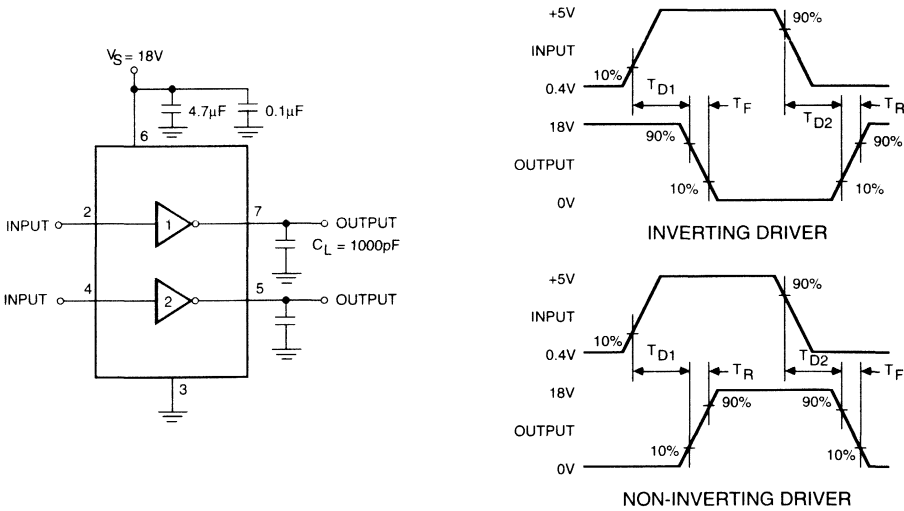 V_S = 18V
4.7μF
0.1μF
6
INPUT
2
1
7
OUTPUT
C_L = 1000pF
INPUT
4
2
5
OUTPUT
3
+5V
INPUT
0.4V
10%
90%
T_D1
T_F
T_D2
T_R
18V
OUTPUT
0V
90%
10%
90%
10%
INVERTING DRIVER
+5V
INPUT
0.4V
10%
90%
T_D1
T_R
T_D2
T_F
18V
OUTPUT
0V
90%
10%
90%
10%
NON-INVERTING DRIVER